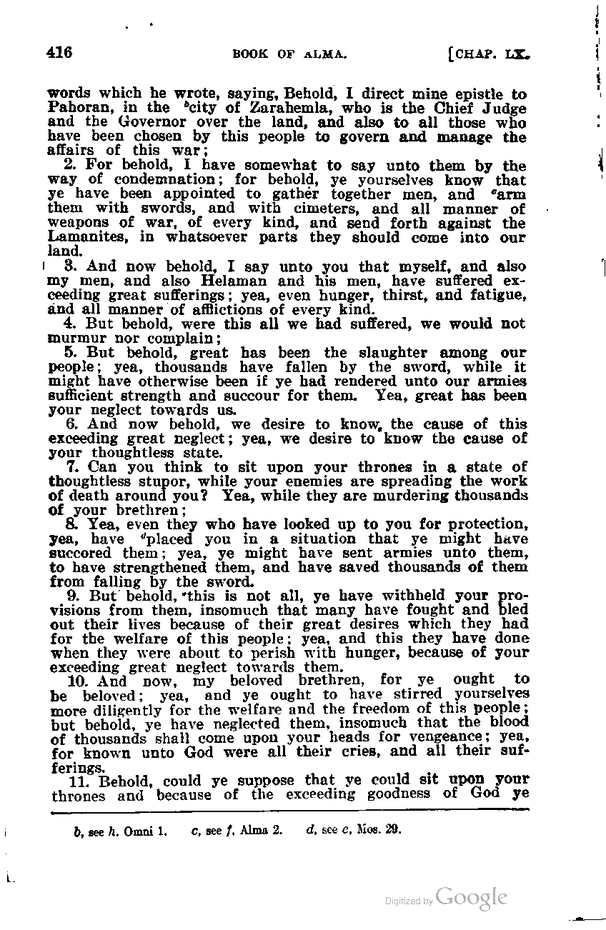 416 BOOK OF ALMA. [CHAP. LX.
words which he wrote, saying, Behold, I direct mine epistle to
Pahoran, in the bcity of Zarahemla, who is the Chief Judge
and the Governor over the land, and also to all those who
have been chosen by this people to govern and manage the
affairs of this war;
2. For behold, I have somewhat to say unto them by the
way of condemnation; for behold, ye yourselves know that
ye have been appointed to gather together men, and carm
them with swords, and with cimeters, and all manner of
weapons of war, of every kind, and send forth against the
Lamanites, in whatsoever parts they should come into our
land.
3. And now behold, I say unto you that myself, and also
my men, and also Helaman and his men, have suffered ex-
ceeding great sufferings; yea, even hunger, thirst, and fatigue,
and all manner of afflictions of every kind.
4. But behold, were this all we had suffered, we would not
murmur nor complain;
5. But behold, great has been the slaughter among our
people; yea, thousands have fallen by the sword, while it
might have otherwise been if ye had rendered unto our armies
sufficient strength and succour for them. Yea, great has been
your neglect towards us.
6. And now behold, we desire to know, the cause of this
exceeding great neglect; yea, we desire to know the cause of
your thoughtless state.
7. Can you think to sit upon your thrones in a state of
thoughtless stupor, while your enemies are spreading the work
of death around you? Yea, while they are murdering thousands
of your brethren;
8. Yea, even they who have looked up to you for protection,
yea, have dplaced you in a situation that ye might have
succored them; yea, ye might have sent armies unto them,
to have strengthened them, and have saved thousands of them
from falling by the sword.
9. But behold, this is not all, ye have withheld your pro-
visions from them, insomuch that many have fought and bled
out their lives because of their great desires which they had
for the welfare of this people; yea, and this they have done
when they were about to perish with hunger, because of your
exceeding great neglect towards them.
10. And now, my beloved brethren, for ye ought to
be beloved; yea, and ye ought to have stirred yourselves
more diligently for the welfare and the freedom of this people;
but behold, ye have neglected them, insomuch that the blood
of thousands shall come upon your heads for vengeance; yea,
for known unto God were all their cries, and all their suf-
ferings.
11. Behold, could ye suppose that ye could sit upon your
thrones and because of the exceeding goodness of God ye
b, see h, Omni 1. c, see f, Alma 2. d, see c, Mos. 29.
Digitized by Google